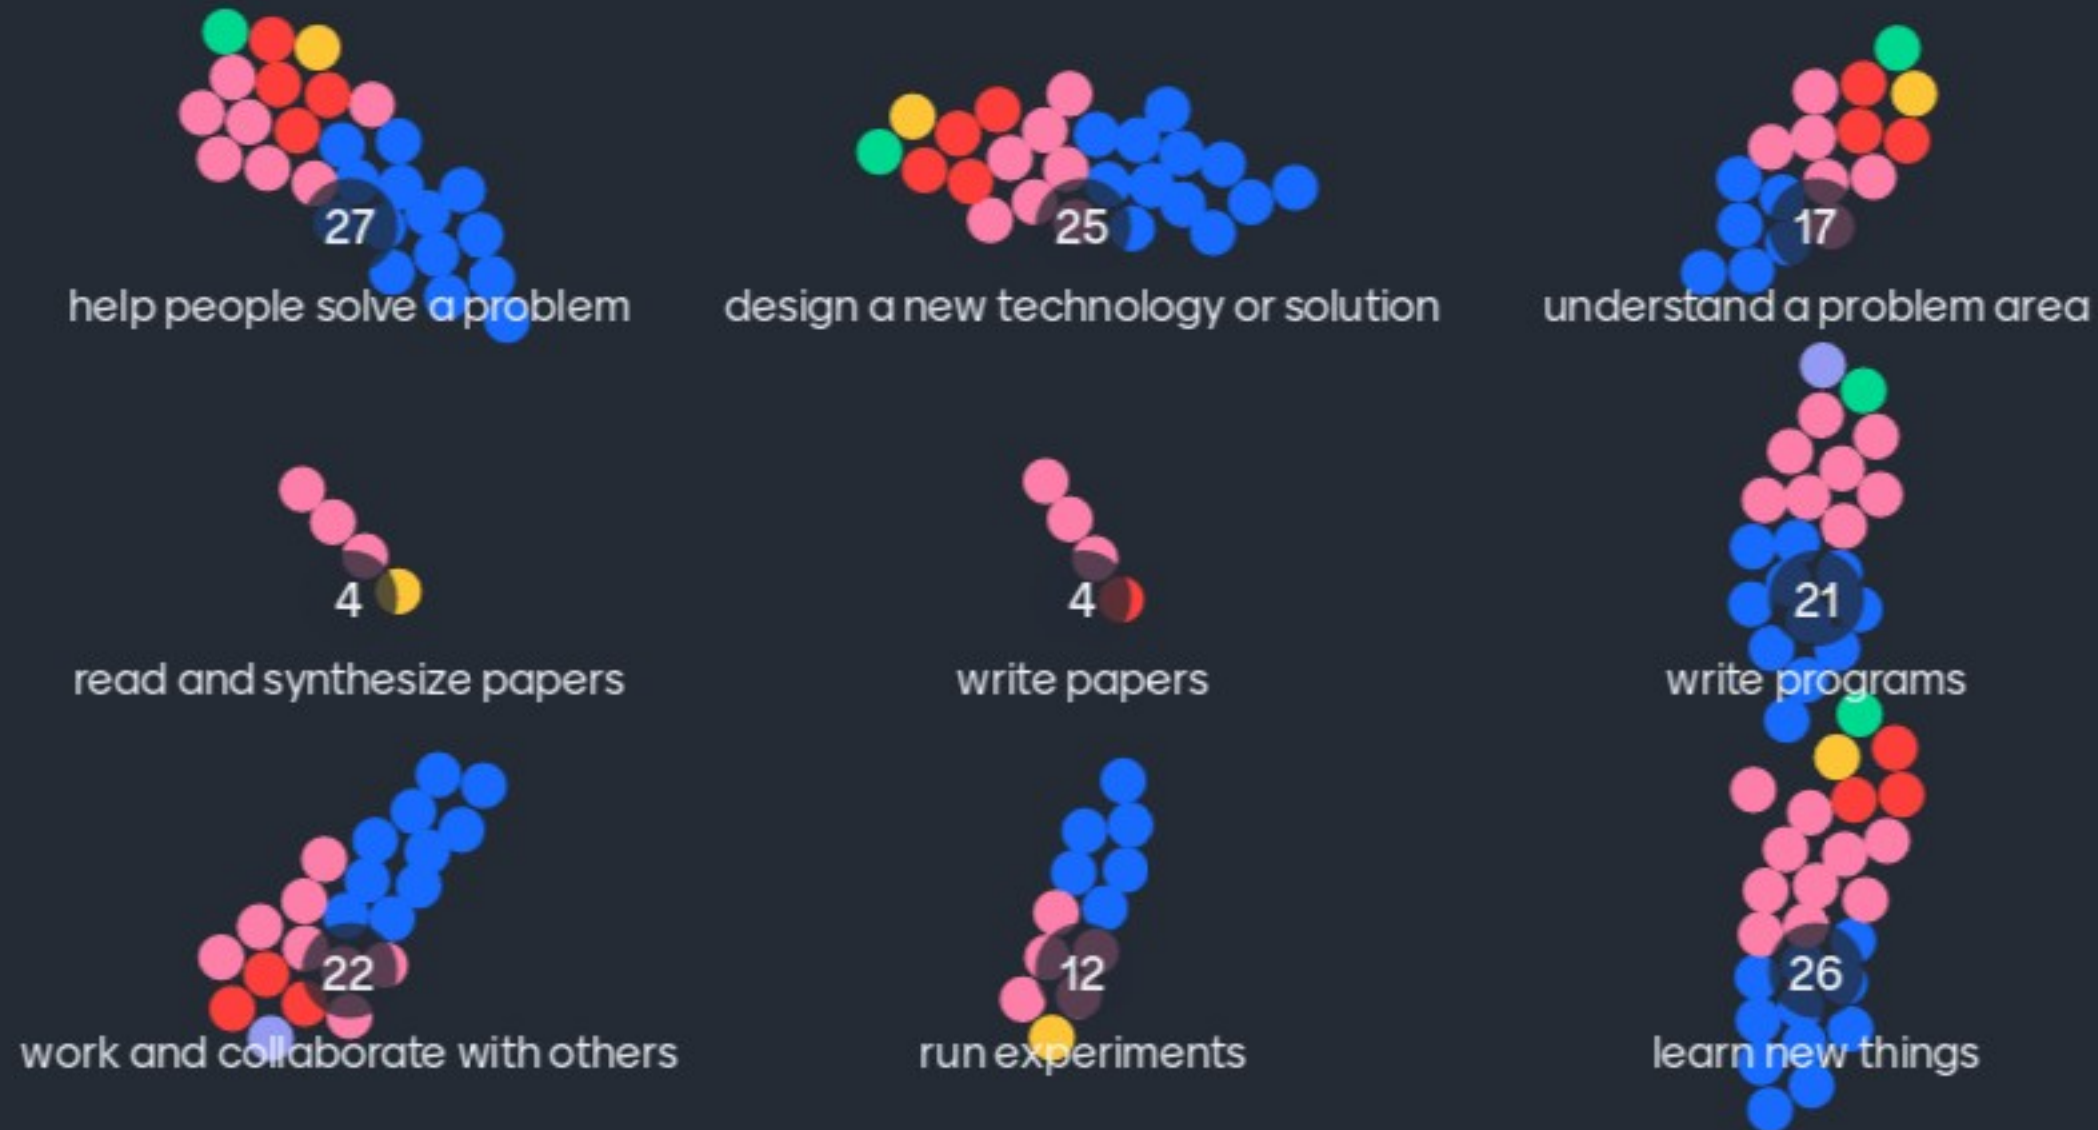 27
25
17
help people solve a problem
design a new technology or solution
understand a problem area
4
4
21
read and synthesize papers
write papers
write programs
22
12
26
work and collaborate with others
run experiments
learn new things